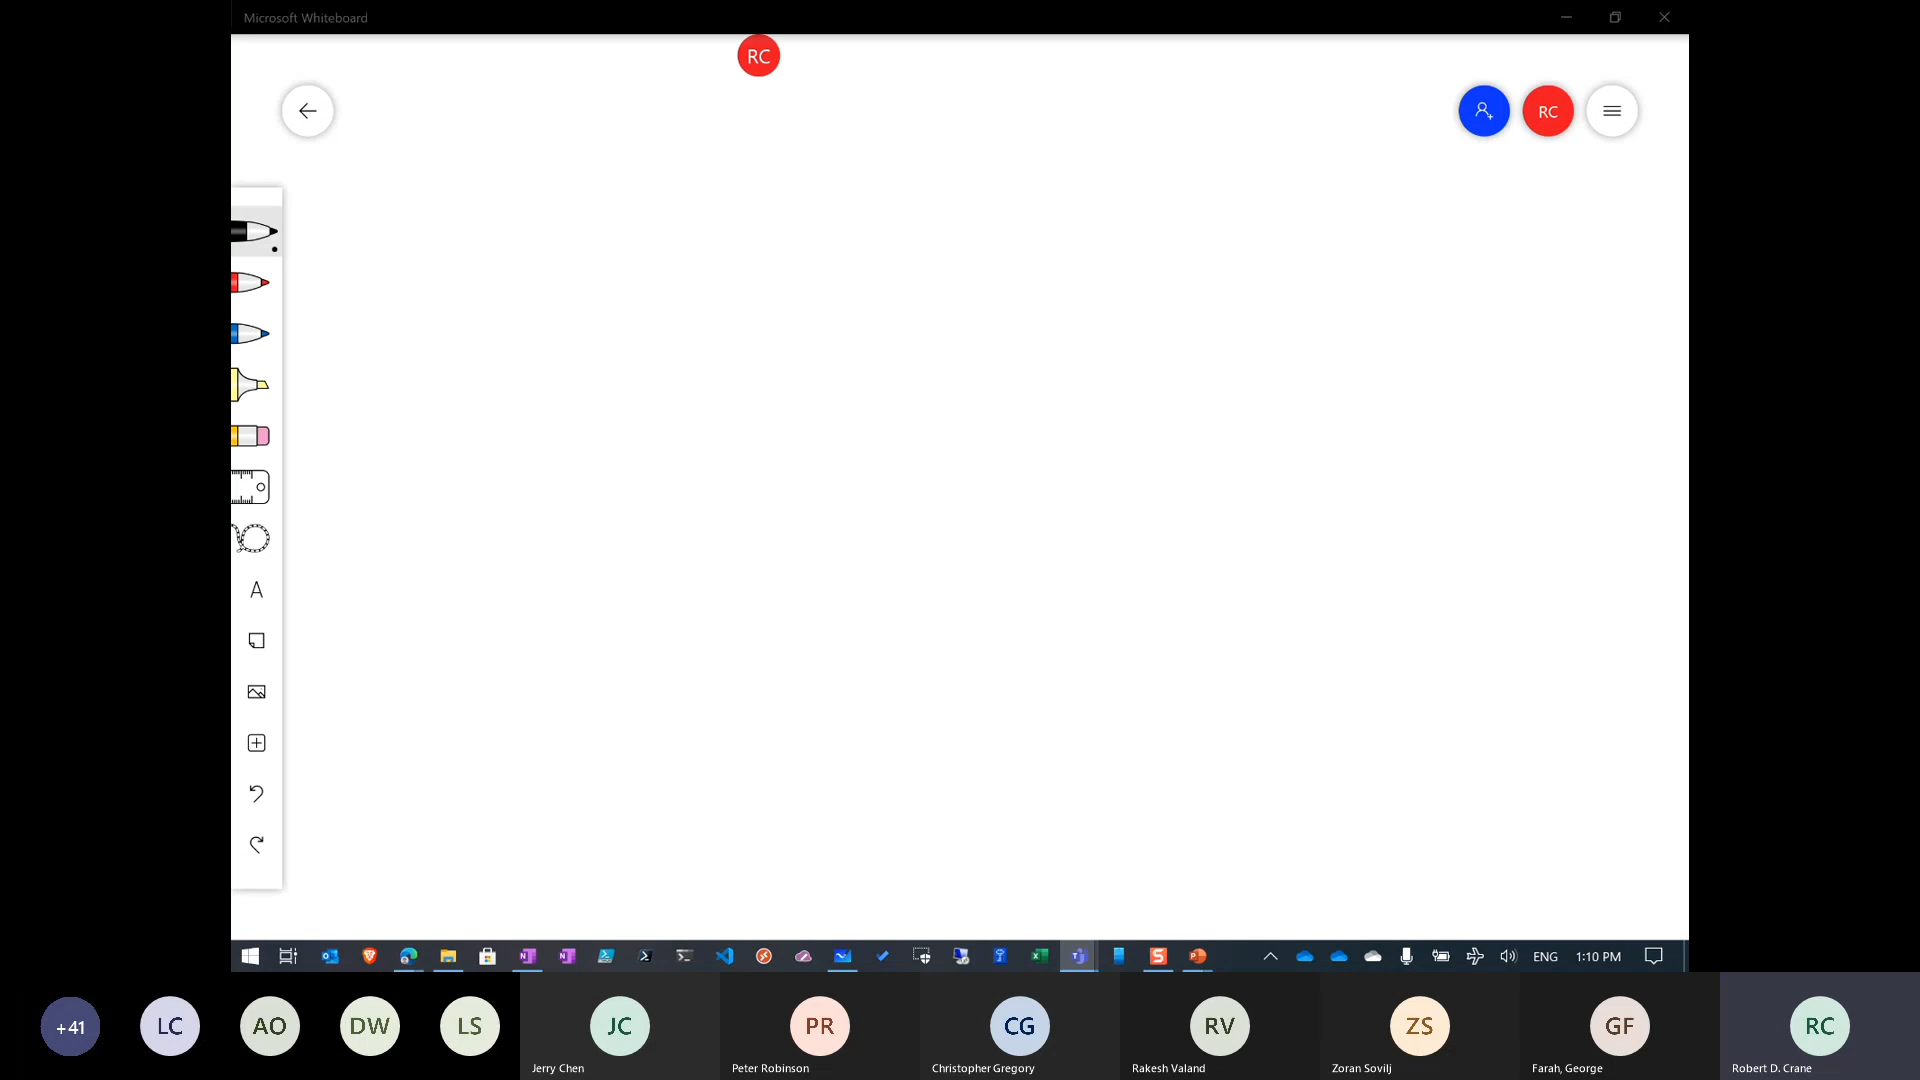 Microsoft Whiteboard
RC
RC
A
ENG
1:10 PM
+41
LC
AO
DW
LS
JC
Jerry Chen
PR
Peter Robinson
CG
Christopher Gregory
RV
Rakesh Valand
ZS
Zoran Sovilj
GF
Farah, George
RC
Robert D. Crane